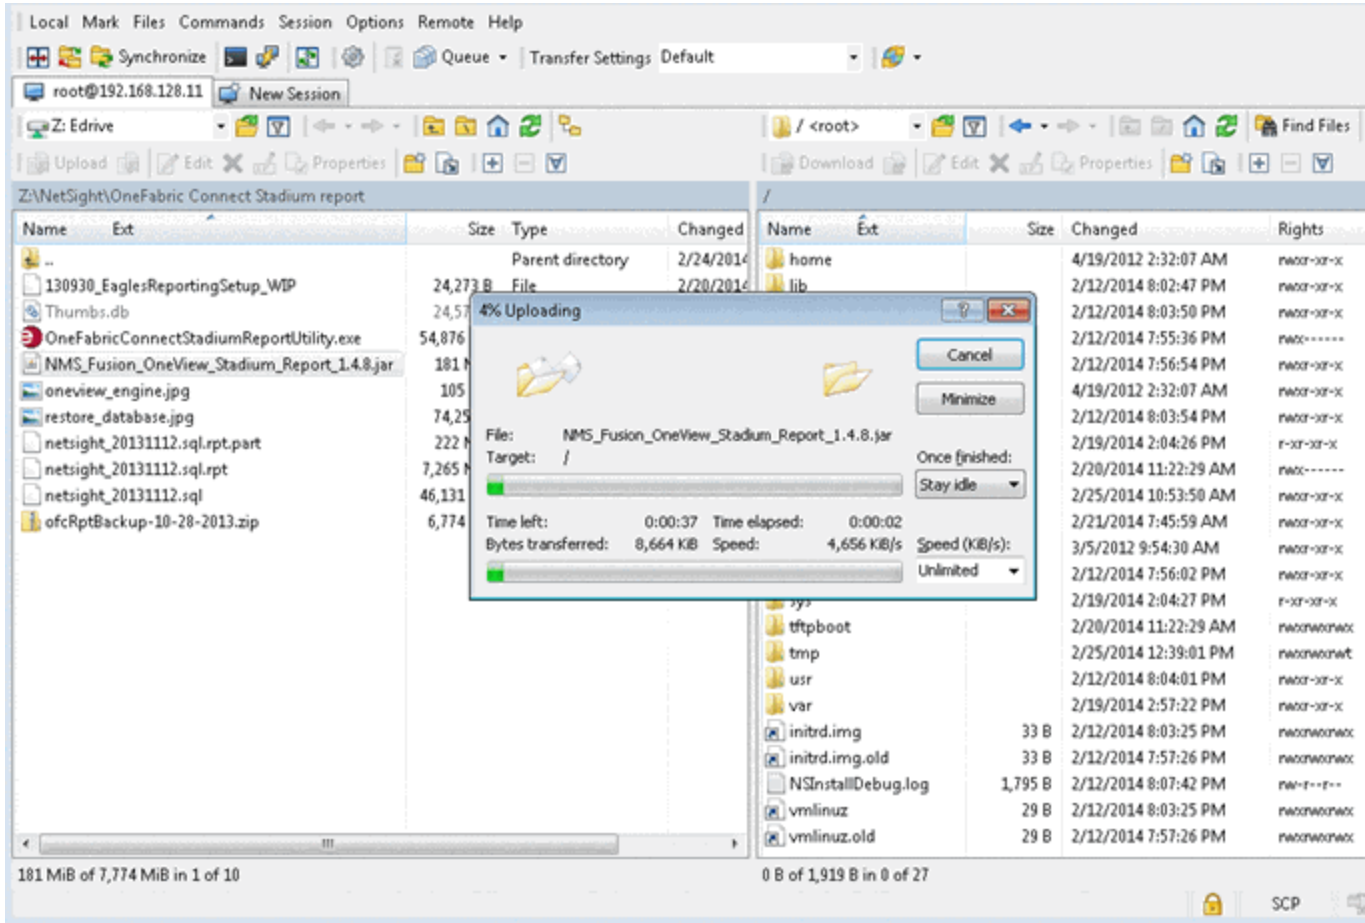 Local Mark Files Commands Session Options Remote Help
Synchronize Queue Transfer Settings Default
root@192.168.128.11 New Session
Z: Edrive / <root> Find Files
Upload Edit Properties Download Edit Properties
Z:\NetSight\OneFabric Connect Stadium report /
Name Ext Size Type Changed Name Ext Size Changed Rights
.. Parent directory 2/24/2014 home 4/19/2012 2:32:07 AM rwxr-xr-x
130930_EaglesReportingSetup_WIP 24,273 B File 2/20/2014 lib 2/12/2014 8:02:47 PM rwxr-xr-x
Thumbs.db 24,57 4% Uploading 2/12/2014 8:03:50 PM rwxr-xr-x
OneFabricConnectStadiumReportUtility.exe 54,876 2/12/2014 7:55:36 PM rwx------
NMS_Fusion_OneView_Stadium_Report_1.4.8.jar 181 M Cancel 2/12/2014 7:56:54 PM rwxr-xr-x
oneview_engine.jpg 105 Minimize 4/19/2012 2:32:07 AM rwxr-xr-x
restore_database.jpg 74,25 2/12/2014 8:03:54 PM rwxr-xr-x
File: NMS_Fusion_OneView_Stadium_Report_1.4.8.jar
netsight_20131112.sql.rpt.part 222 M 2/19/2014 2:04:26 PM r-xr-xr-x
Target: / Once finished:
netsight_20131112.sql.rpt 7,265 M 2/20/2014 11:22:29 AM rwx------
Stay idle
netsight_20131112.sql 46,131 2/25/2014 10:53:50 AM rwxr-xr-x
ofcRptBackup-10-28-2013.zip 6,774 Time left: 0:00:37 Time elapsed: 0:00:02 2/21/2014 7:45:59 AM rwxr-xr-x
Bytes transferred: 8,664 KiB Speed: 4,656 KiB/s Speed (KiB/s): 3/5/2012 9:54:30 AM rwxr-xr-x
Unlimited 2/12/2014 7:56:02 PM rwxr-xr-x
sys 2/19/2014 2:04:27 PM r-xr-xr-x
tftpboot 2/20/2014 11:22:29 AM rwxrwxrwx
tmp 2/25/2014 12:39:01 PM rwxrwxrwt
usr 2/12/2014 8:04:01 PM rwxr-xr-x
var 2/19/2014 2:57:22 PM rwxr-xr-x
initrd.img 33 B 2/12/2014 8:03:25 PM rwxrwxrwx
initrd.img.old 33 B 2/12/2014 7:57:26 PM rwxrwxrwx
NSInstallDebug.log 1,795 B 2/12/2014 8:07:42 PM rw-r--r--
vmlinuz 29 B 2/12/2014 8:03:25 PM rwxrwxrwx
vmlinuz.old 29 B 2/12/2014 7:57:26 PM rwxrwxrwx
181 MiB of 7,774 MiB in 1 of 10 0 B of 1,919 B in 0 of 27
SCP